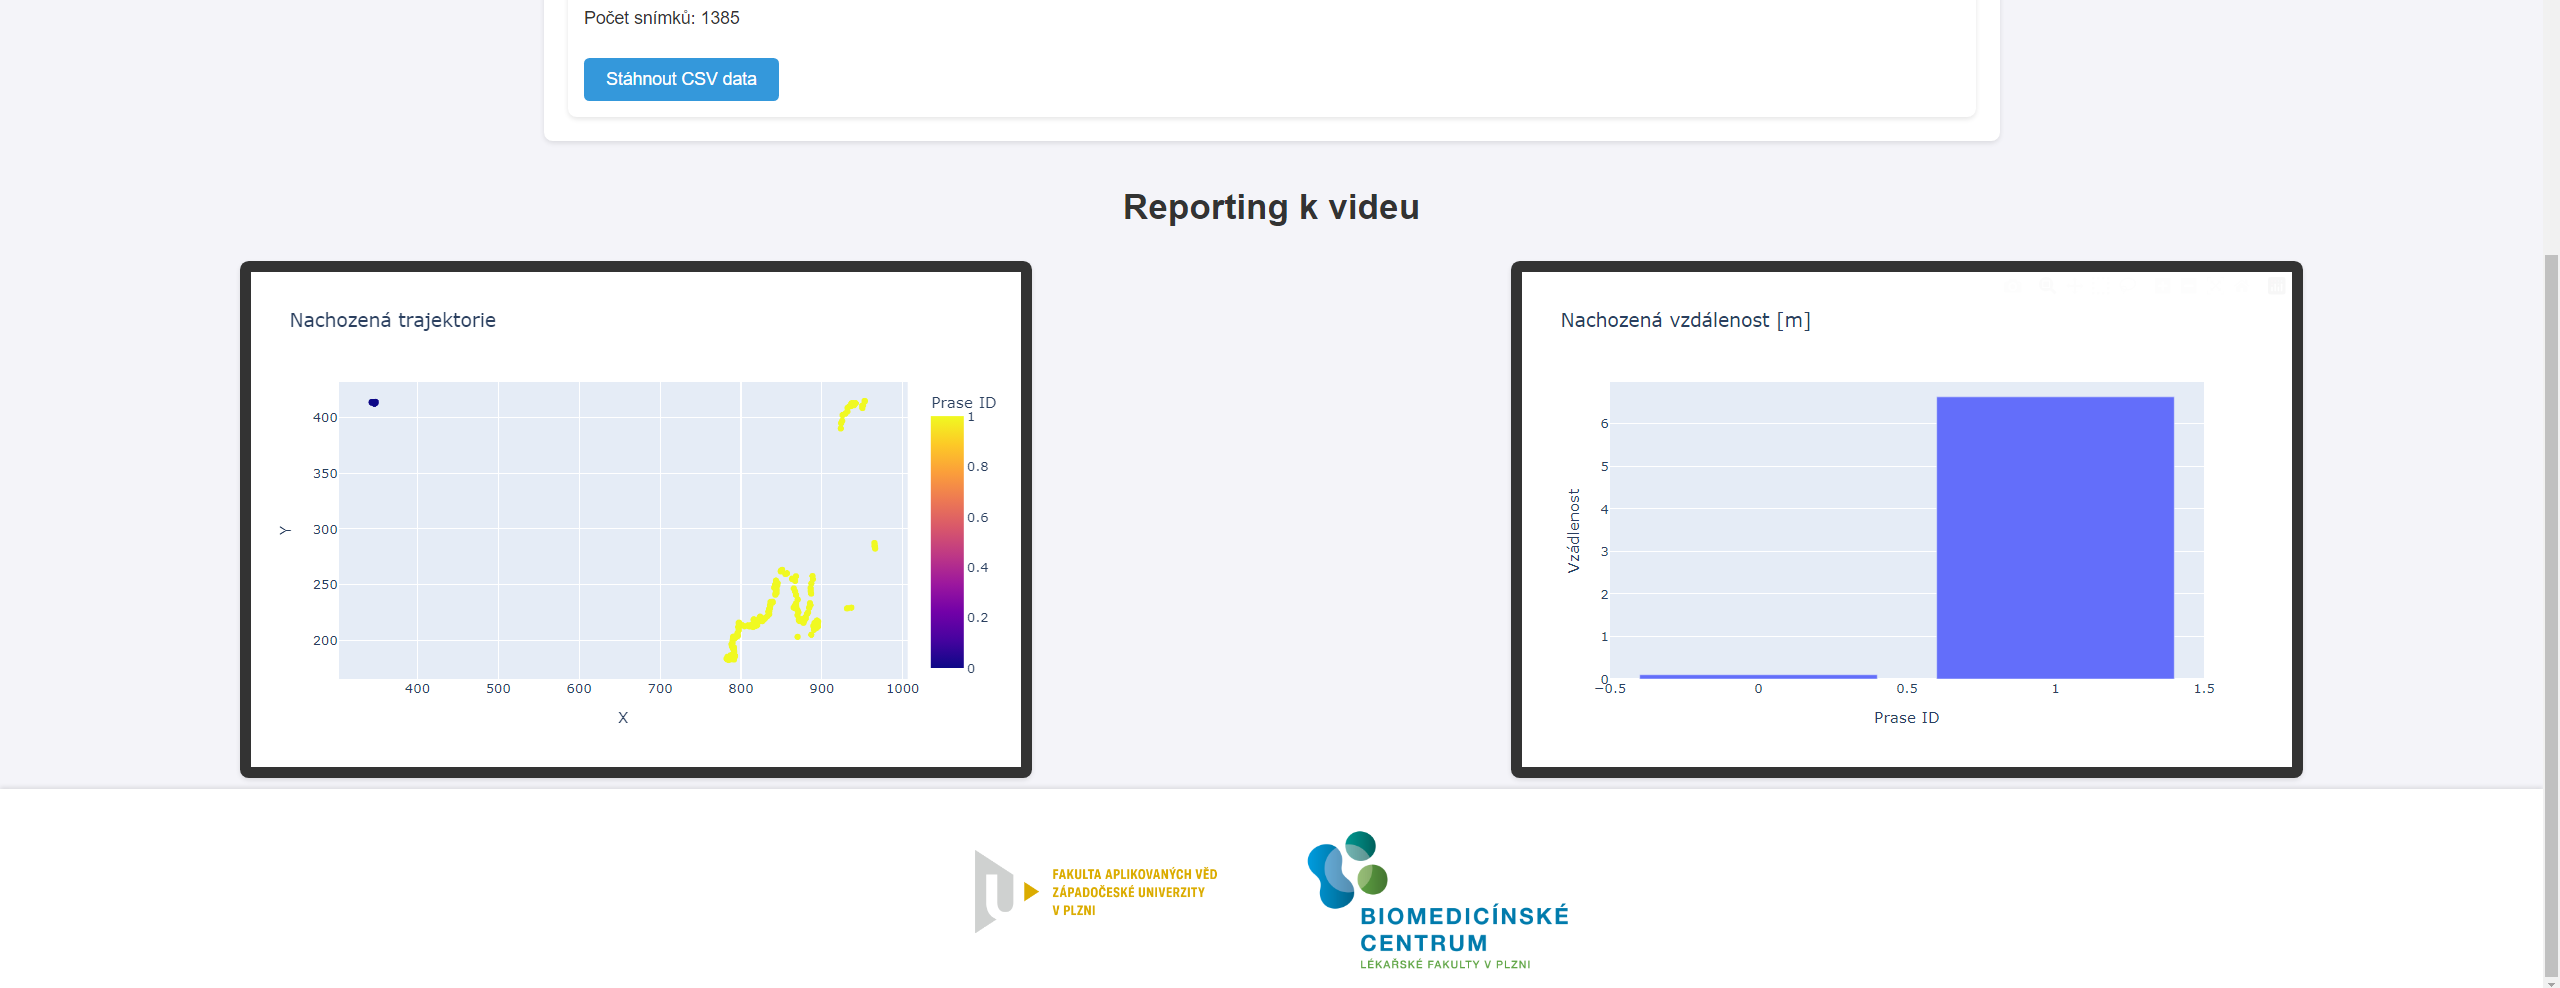 Počet snímků: 1385
Stáhnout CSV data
Reporting k videu
Nachozená trajektorie
Y
400
350
300
250
200
400 500 600 700 800 900 1000
X
Prase ID
1
0.8
0.6
0.4
0.2
0
Nachozená vzdálenost [m]
Vzádlenost
6
5
4
3
2
1
0
−0.5 0 0.5 1 1.5
Prase ID
FAKULTA APLIKOVANÝCH VĚD
ZÁPADOČESKÉ UNIVERZITY
V PLZNI
BIOMEDICÍNSKÉ
CENTRUM
LÉKAŘSKÉ FAKULTY V PLZNI